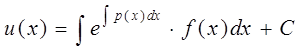 u(x) = ∫ e^{∫ p(x)dx} · f(x)dx + C